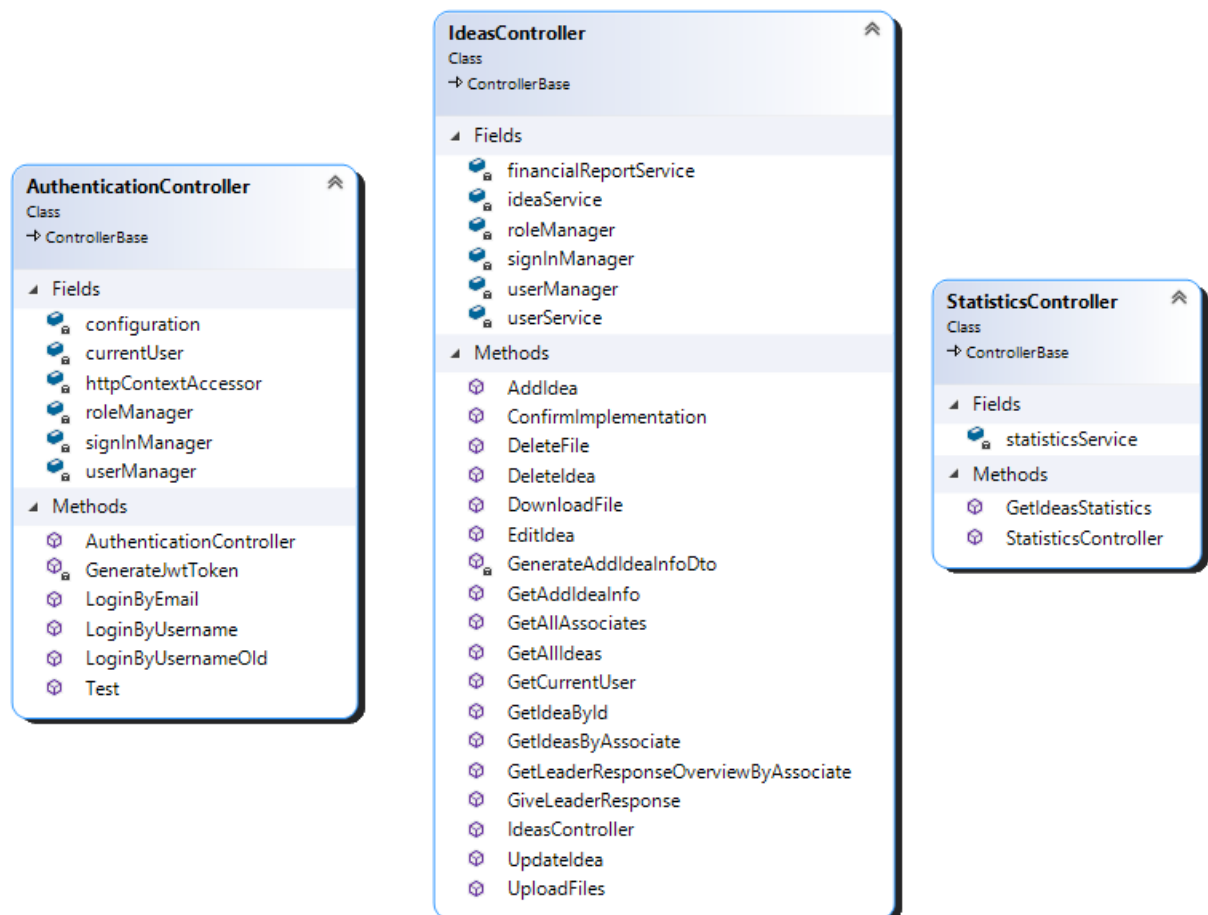 AuthenticationController
Class
ControllerBase
Fields
configuration
currentUser
httpContextAccessor
roleManager
signInManager
userManager
Methods
AuthenticationController
GenerateJwtToken
LoginByEmail
LoginByUsername
LoginByUsernameOld
Test
IdeasController
Class
ControllerBase
Fields
financialReportService
ideaService
roleManager
signInManager
userManager
userService
Methods
AddIdea
ConfirmImplementation
DeleteFile
DeleteIdea
DownloadFile
EditIdea
GenerateAddIdeaInfoDto
GetAddIdeaInfo
GetAllAssociates
GetAllIdeas
GetCurrentUser
GetIdeaById
GetIdeasByAssociate
GetLeaderResponseOverviewByAssociate
GiveLeaderResponse
IdeasController
UpdateIdea
UploadFiles
StatisticsController
Class
ControllerBase
Fields
statisticsService
Methods
GetIdeasStatistics
StatisticsController